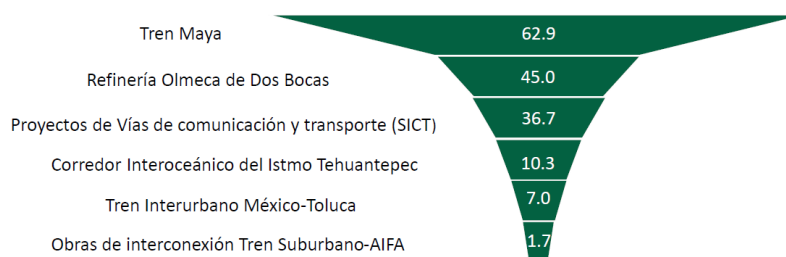 Tren Maya 62.9
Refinería Olmeca de Dos Bocas 45.0
Proyectos de Vías de comunicación y transporte (SICT) 36.7
Corredor Interoceánico del Istmo Tehuantepec 10.3
Tren Interurbano México-Toluca 7.0
Obras de interconexión Tren Suburbano-AIFA 1.7